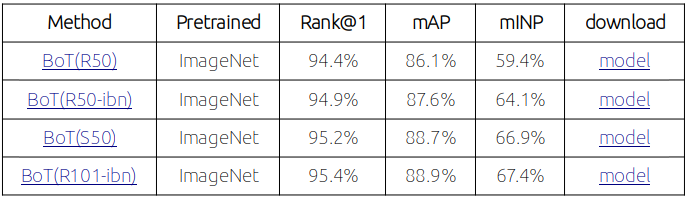 Method Pretrained Rank@1 mAP mINP download
BoT(R50) ImageNet 94.4% 86.1% 59.4% model
BoT(R50-ibn) ImageNet 94.9% 87.6% 64.1% model
BoT(S50) ImageNet 95.2% 88.7% 66.9% model
BoT(R101-ibn) ImageNet 95.4% 88.9% 67.4% model